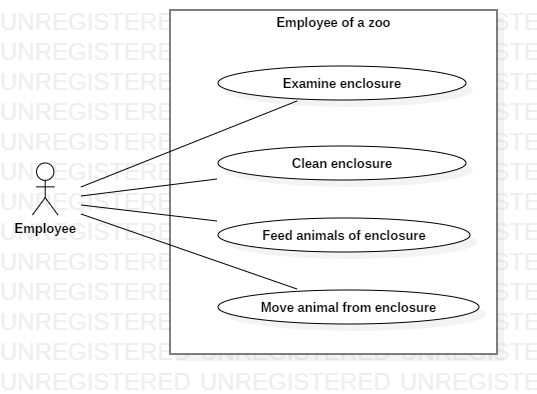 Employee of a zoo
Examine enclosure
Clean enclosure
Employee
Feed animals of enclosure
Move animal from enclosure
UNREGISTERED UNREGISTERED UNREGISTERED